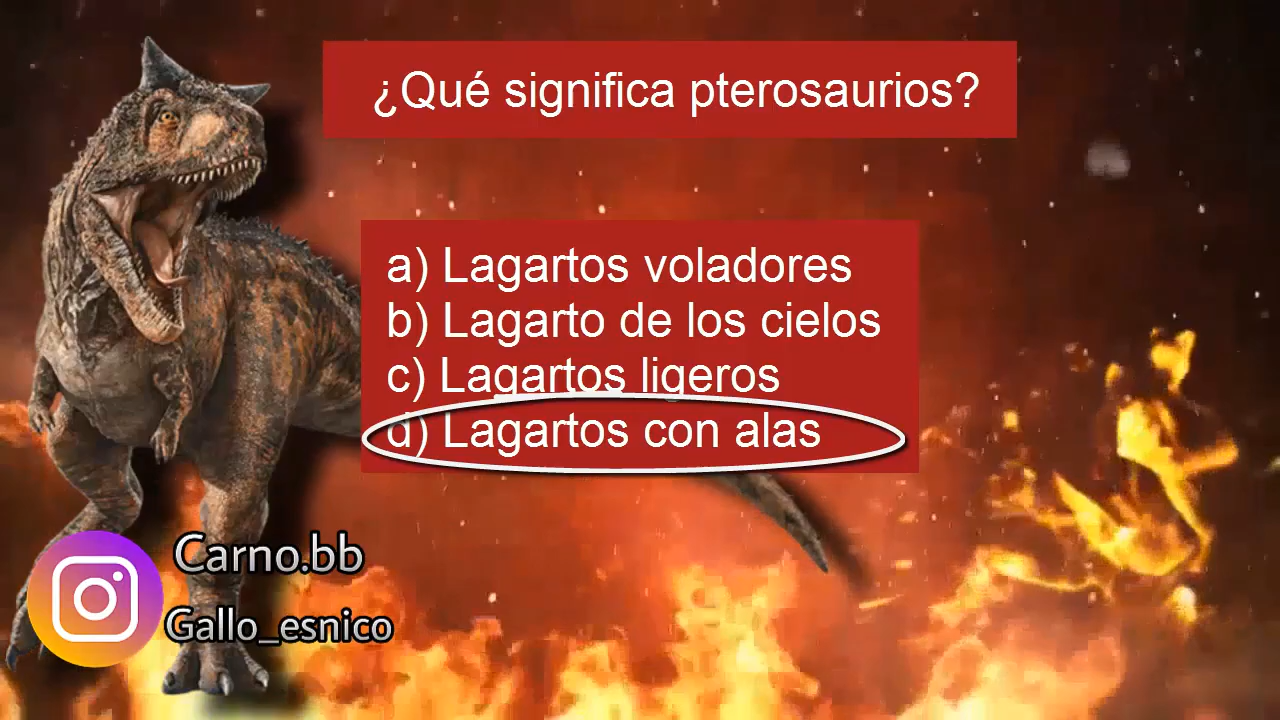 ¿Qué significa pterosaurios?
a) Lagartos voladores
b) Lagarto de los cielos
c) Lagartos ligeros
d) Lagartos con alas
Carno.bb
Gallo_esnico